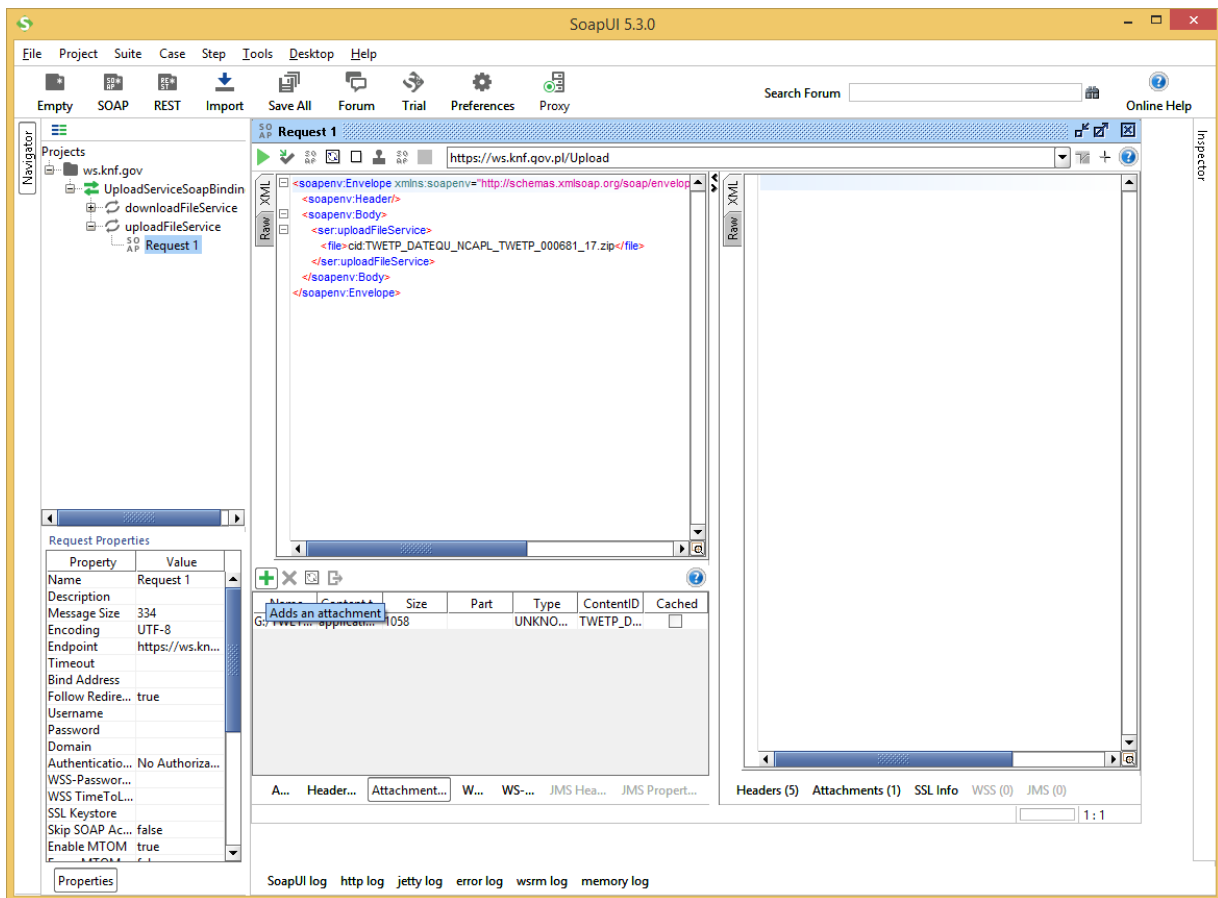 SoapUI 5.3.0
File Project Suite Case Step Tools Desktop Help
Empty SOAP REST Import Save All Forum Trial Preferences Proxy Search Forum Online Help
Navigator
Projects
ws.knf.gov
UploadServiceSoapBindin
downloadFileService
uploadFileService
SOAP Request 1
SOAP Request 1
https://ws.knf.gov.pl/Upload
XML
Raw
<soapenv:Envelope xmlns:soapenv="http://schemas.xmlsoap.org/soap/envelop
<soapenv:Header/>
<soapenv:Body>
<ser:uploadFileService>
<file>cid:TWETP_DATEQU_NCAPL_TWETP_000681_17.zip</file>
</ser:uploadFileService>
</soapenv:Body>
</soapenv:Envelope>
XML
Raw
Inspector
Request Properties
Property Value
Name Request 1
Description
Message Size 334
Encoding UTF-8
Endpoint https://ws.kn...
Timeout
Bind Address
Follow Redire... true
Username
Password
Domain
Authenticatio... No Authoriza...
WSS-Passwor...
WSS TimeToL...
SSL Keystore
Skip SOAP Ac... false
Enable MTOM true
Properties
Size Part Type ContentID Cached
Adds an attachment
1058 UNKNO... TWETP_D...
A... Header... Attachment... W... WS-... JMS Hea... JMS Propert...
Headers (5) Attachments (1) SSL Info WSS (0) JMS (0)
1 : 1
SoapUI log http log jetty log error log wsrm log memory log